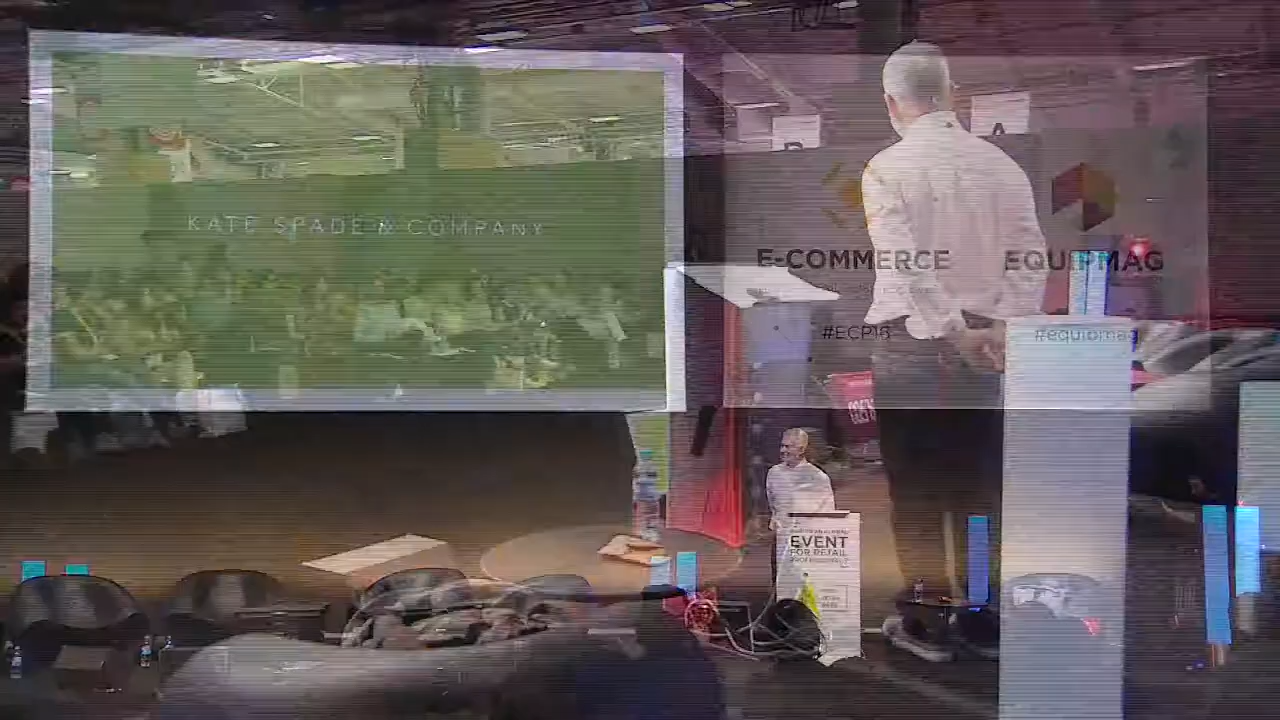 KATE SPADE & COMPANY
A
E-COMMERCE
EQUIPMAG
#ECP16
#equipmag
EVENT
FOR RETAIL